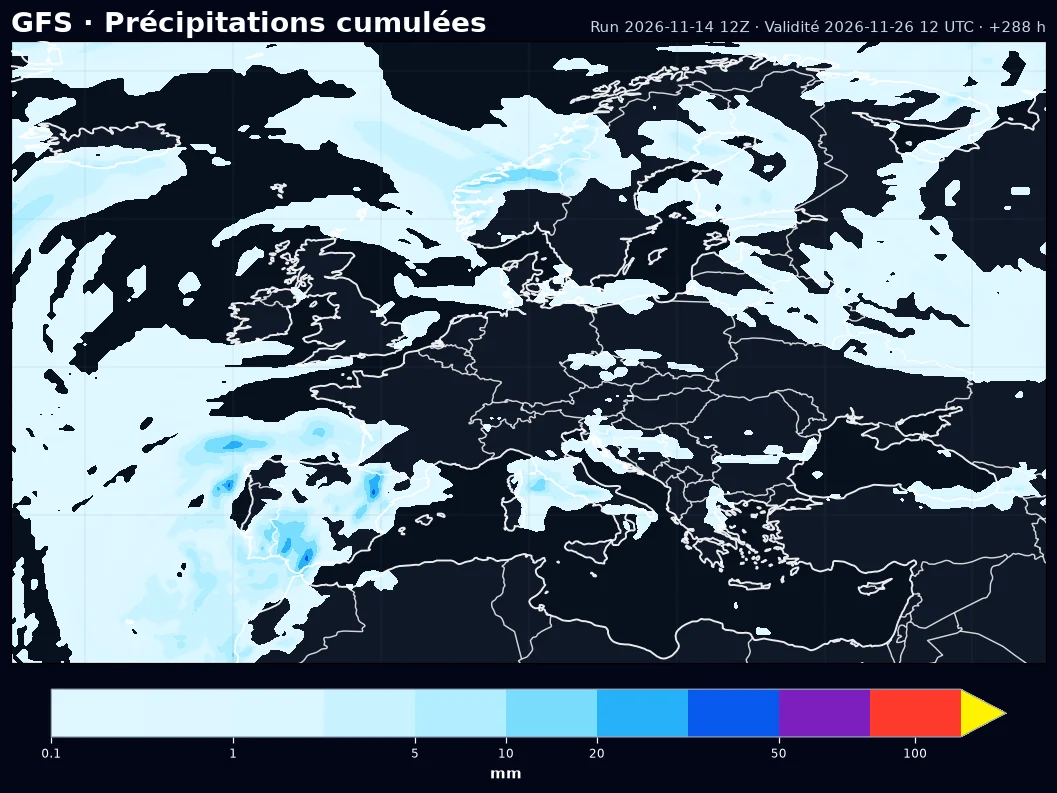 GFS · Précipitations cumulées
Run 2026-11-14 12Z · Validité 2026-11-26 12 UTC · +288 h
0.1 1 5 10 20 50 100
mm